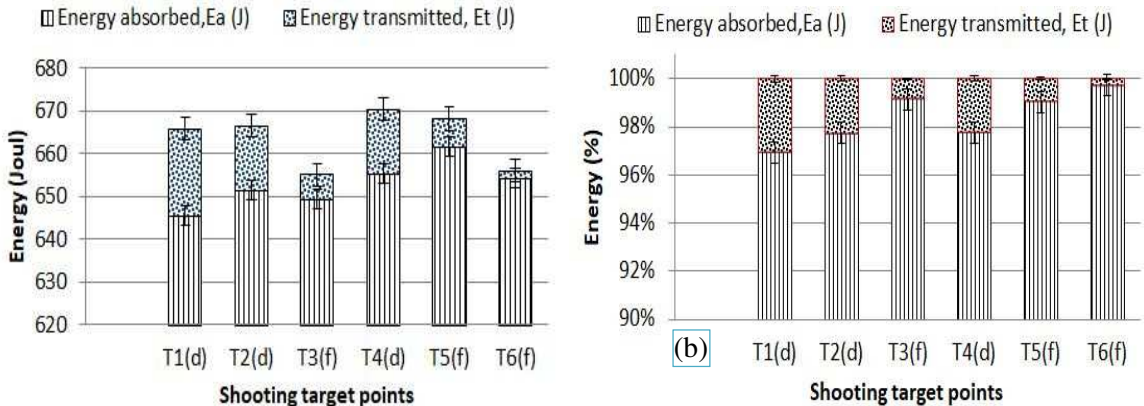 Energy absorbed,Ea (J) Energy transmitted, Et (J)
680
670
660
650
640
630
620
Energy (Joul)
T1(d) T2(d) T3(f) T4(d) T5(f) T6(f)
Shooting target points
Energy absorbed,Ea (J) Energy transmitted, Et (J)
100%
98%
96%
94%
92%
90%
Energy (%)
(b)
T1(d) T2(d) T3(f) T4(d) T5(f) T6(f)
Shooting target points